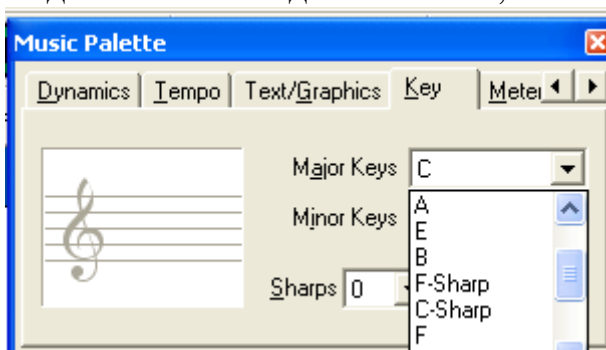 Music Palette
Dynamics Tempo Text/Graphics Key
Major Keys C
Minor Keys
A
E
B
F-Sharp
C-Sharp
F
Sharps 0